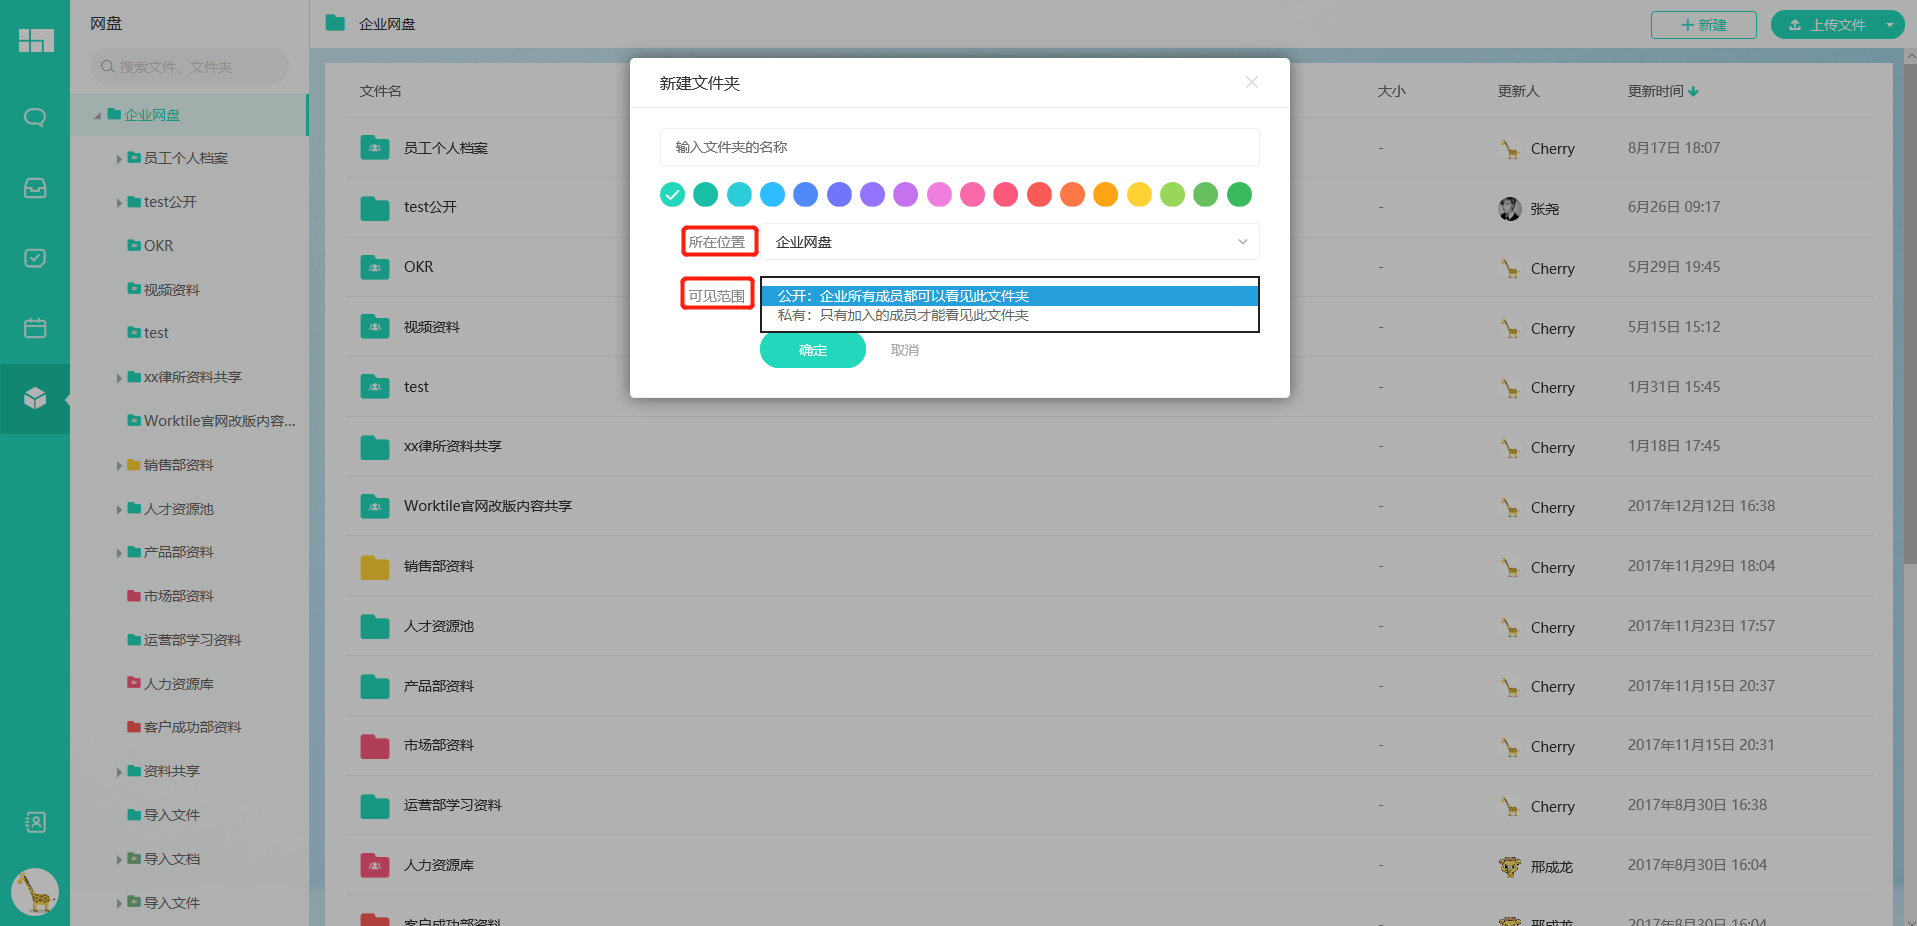 网盘
搜索文件、文件夹
企业网盘
员工个人档案
test公开
OKR
视频资料
test
xx律所资料共享
Worktile官网改版内容...
销售部资料
人才资源池
产品部资料
市场部资料
运营部学习资料
人力资源库
客户成功部资料
资料共享
导入文件
导入文档
导入文件
企业网盘
新建
上传文件
文件名 大小 更新人 更新时间
员工个人档案 - Cherry 8月17日 18:07
test公开 - 张尧 6月26日 09:17
OKR - Cherry 5月29日 19:45
视频资料 - Cherry 5月15日 15:12
test - Cherry 1月31日 15:45
xx律所资料共享 - Cherry 1月18日 17:45
Worktile官网改版内容共享 - Cherry 2017年12月12日 16:38
销售部资料 - Cherry 2017年11月29日 18:04
人才资源池 - Cherry 2017年11月23日 17:57
产品部资料 - Cherry 2017年11月15日 20:37
市场部资料 - Cherry 2017年11月15日 20:31
运营部学习资料 - Cherry 2017年8月30日 16:38
人力资源库 - 邢成龙 2017年8月30日 16:04
客户成功部资料 - 邢成龙 2017年8月30日 16:04
新建文件夹
输入文件夹的名称
所在位置 企业网盘
可见范围 公开：企业所有成员都可以看见此文件夹
私有：只有加入的成员才能看见此文件夹
确定 取消